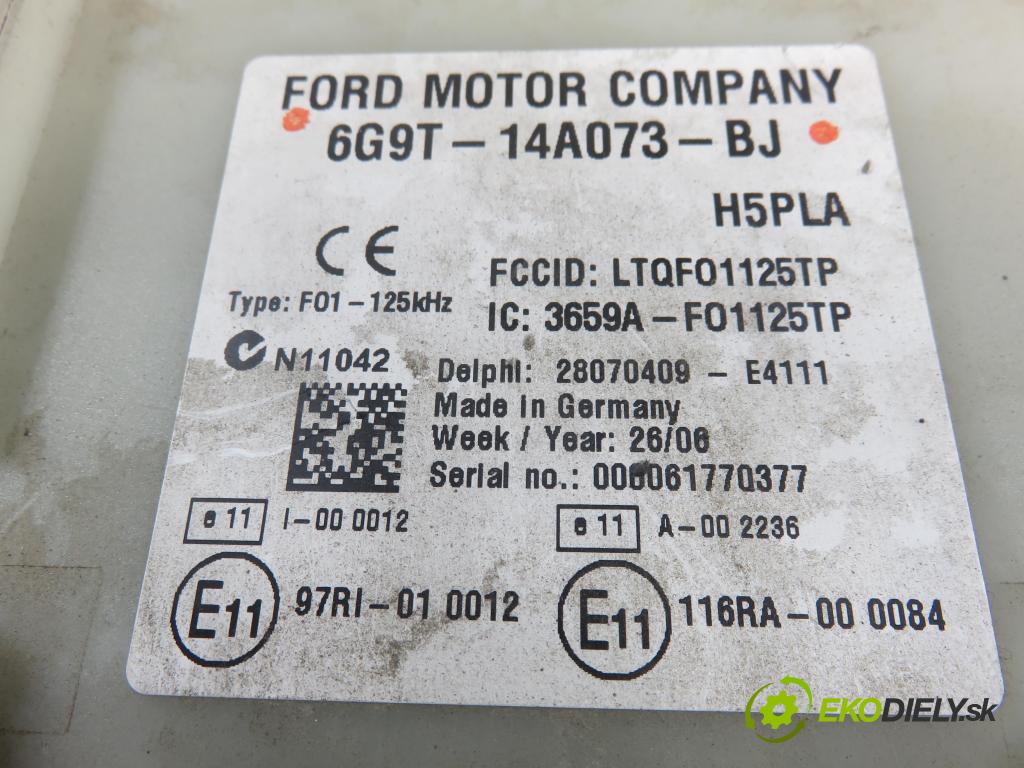 FORD MOTOR COMPANY
6G9T-14A073-BJ
H5PLA
CE
FCCID: LTQFO1125TP
Type: FO1-125kHz
IC: 3659A-FO1125TP
N11042
Delphi: 28070409 - E4111
Made in Germany
Week / Year: 26/06
Serial no.: 000061770377
e 11 I-00 0012
e 11 A-00 2236
E11 97RI-01 0012
E11 116RA-00 0084
EKODIELY.sk